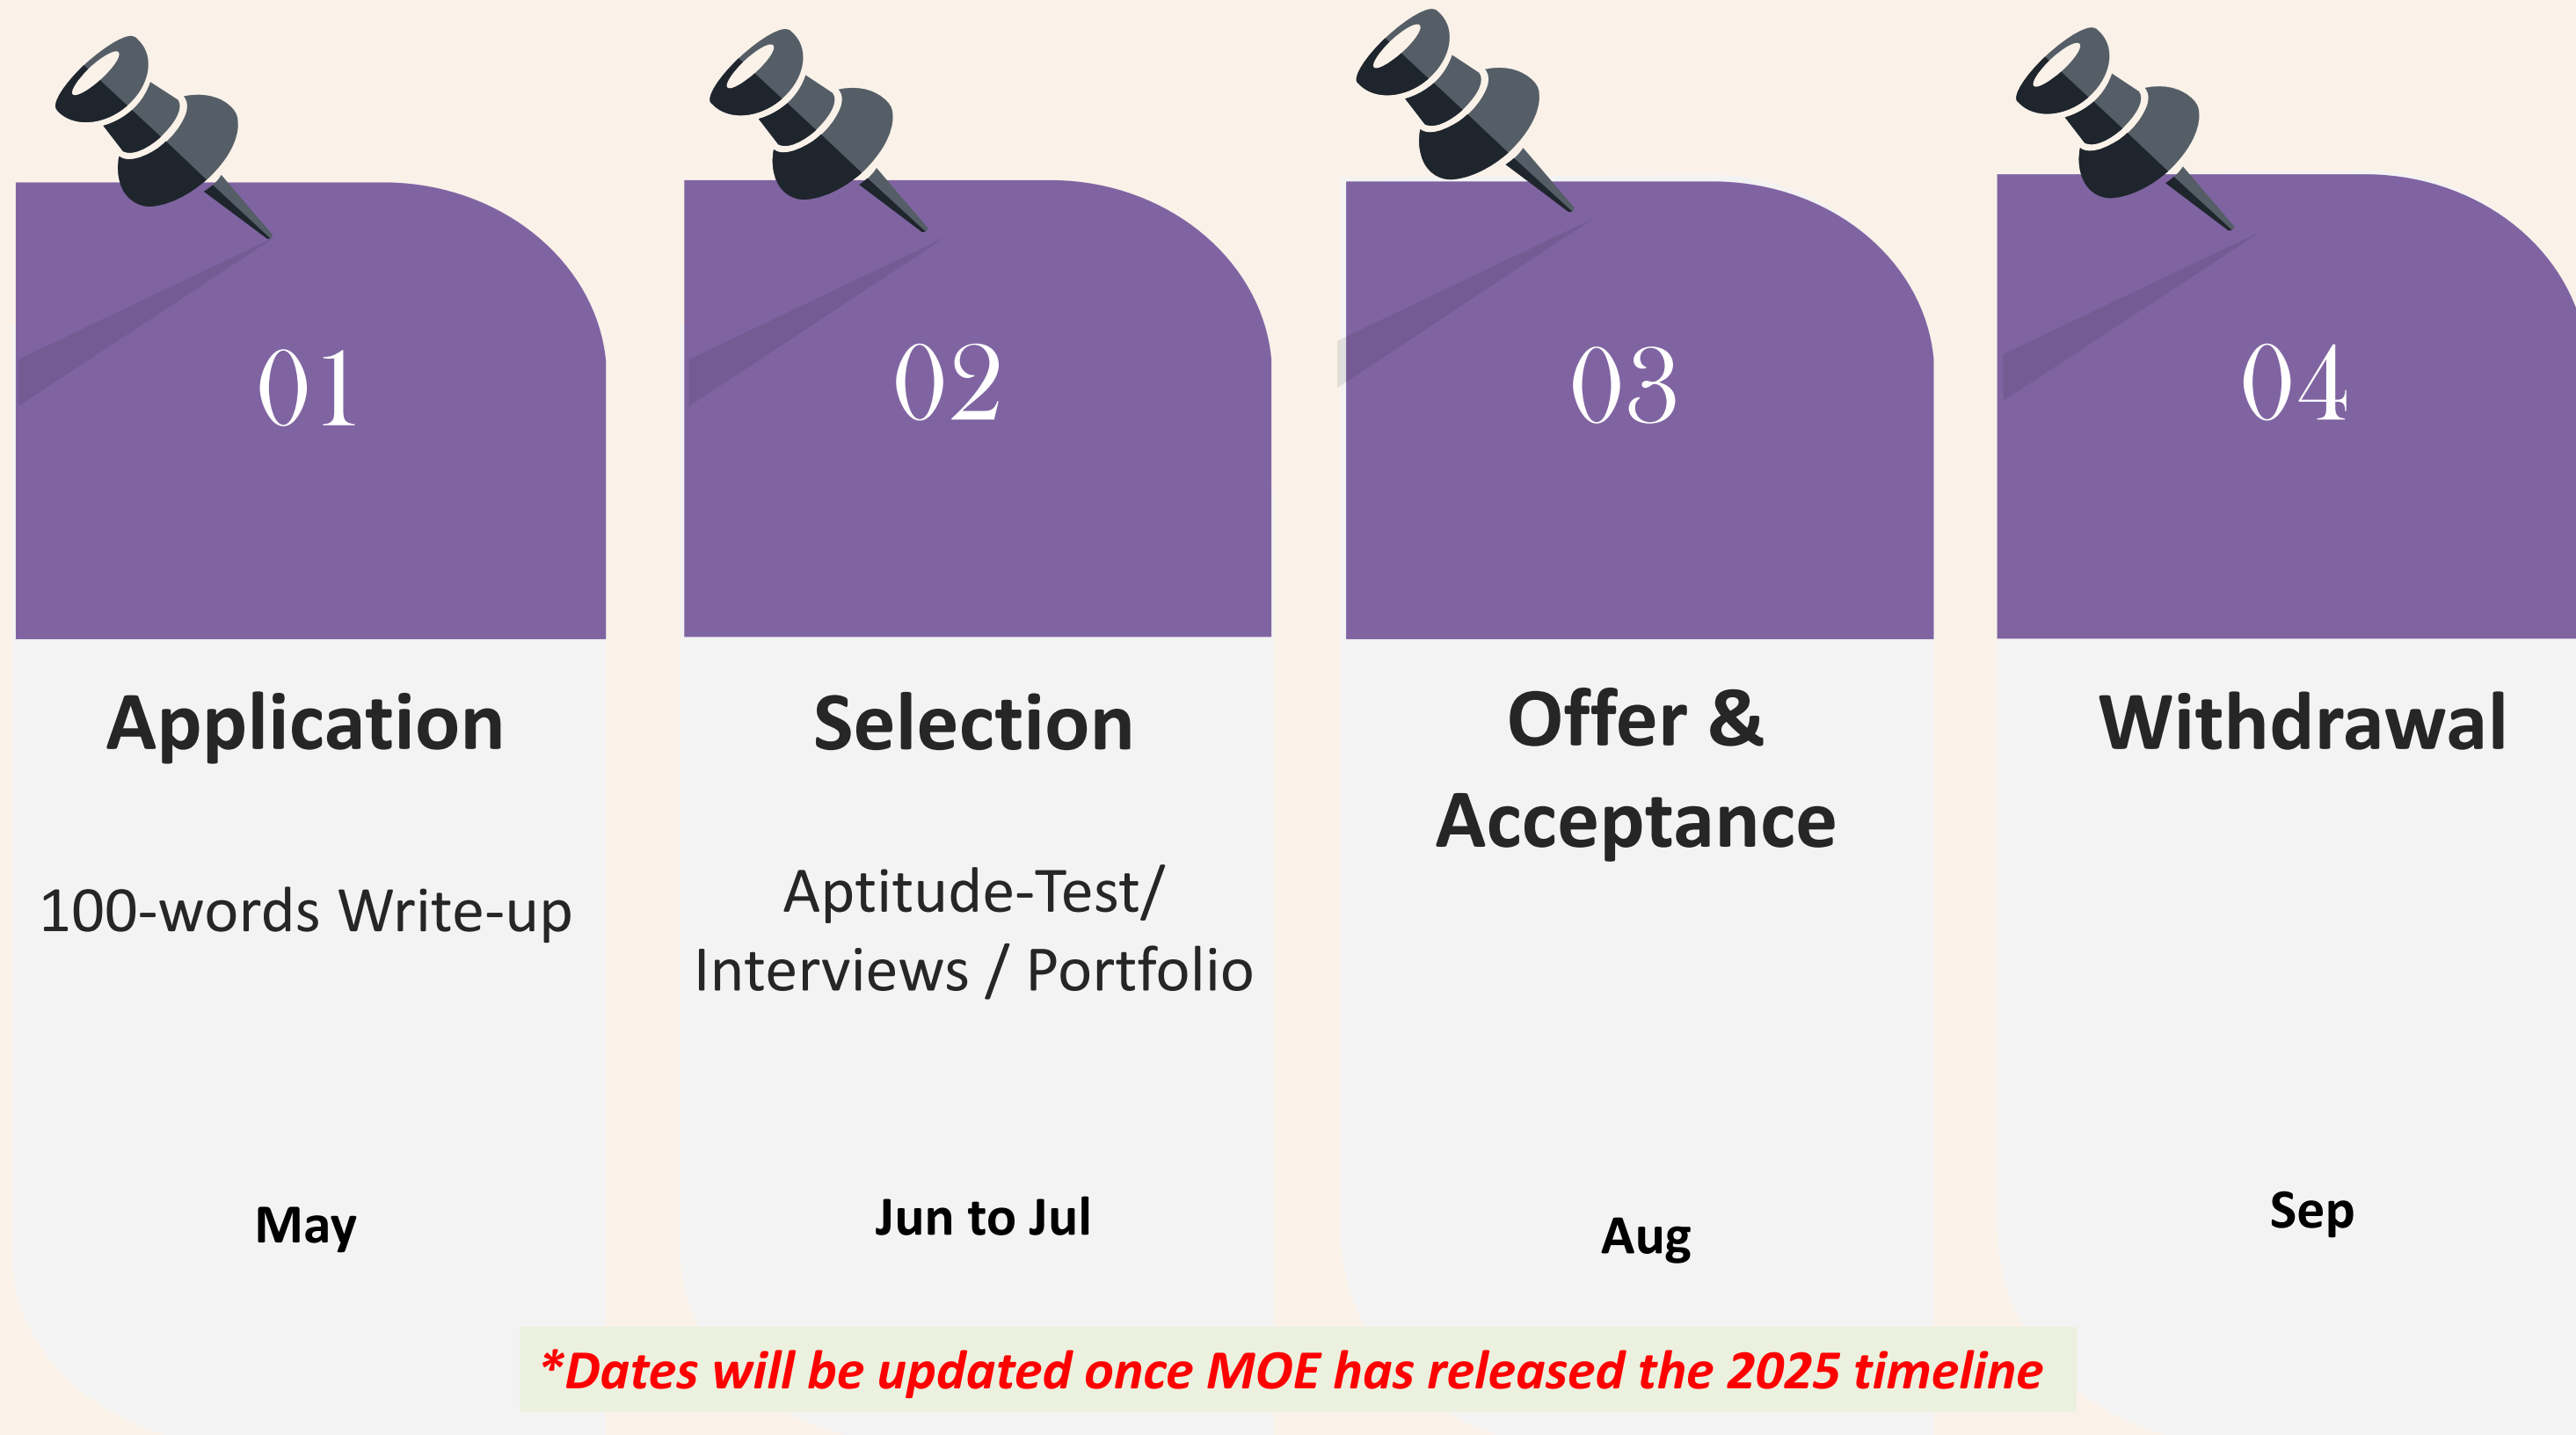 01
Application
100-words Write-up
May
02
Selection
Aptitude-Test/
Interviews / Portfolio
Jun to Jul
03
Offer &
Acceptance
Aug
04
Withdrawal
Sep
*Dates will be updated once MOE has released the 2025 timeline